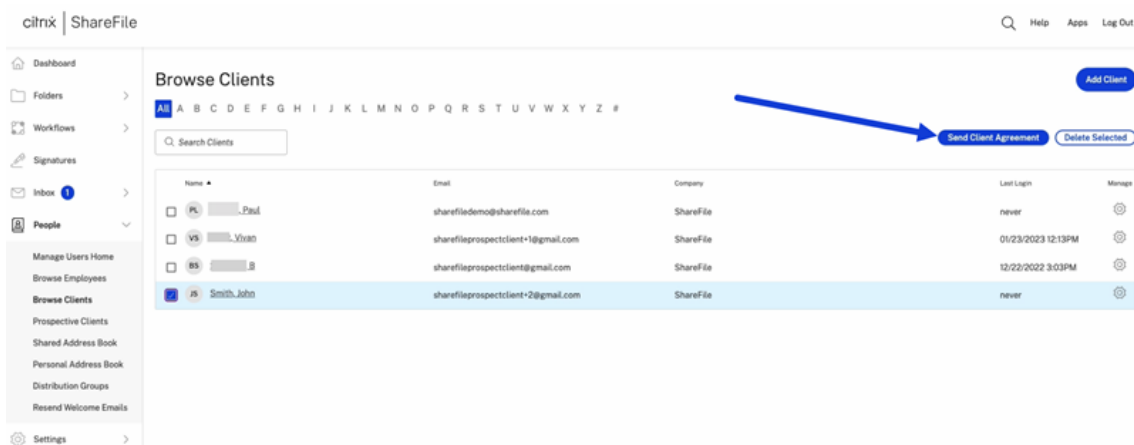 citrix | ShareFile
Help Apps Log Out
Dashboard
Folders
Workflows
Signatures
Inbox 1
People
Manage Users Home
Browse Employees
Browse Clients
Prospective Clients
Shared Address Book
Personal Address Book
Distribution Groups
Resend Welcome Emails
Settings
Browse Clients
Add Client
All A B C D E F G H I J K L M N O P Q R S T U V W X Y Z #
Search Clients
Send Client Agreement Delete Selected
Name Email Company Last Login Manage
PL , Paul sharefiledemo@sharefile.com ShareFile never
VS , Vivan sharefileprospectclient+1@gmail.com ShareFile 01/23/2023 12:13PM
BS , B sharefileprospectclient@gmail.com ShareFile 12/22/2022 3:03PM
JS Smith, John sharefileprospectclient+2@gmail.com ShareFile never